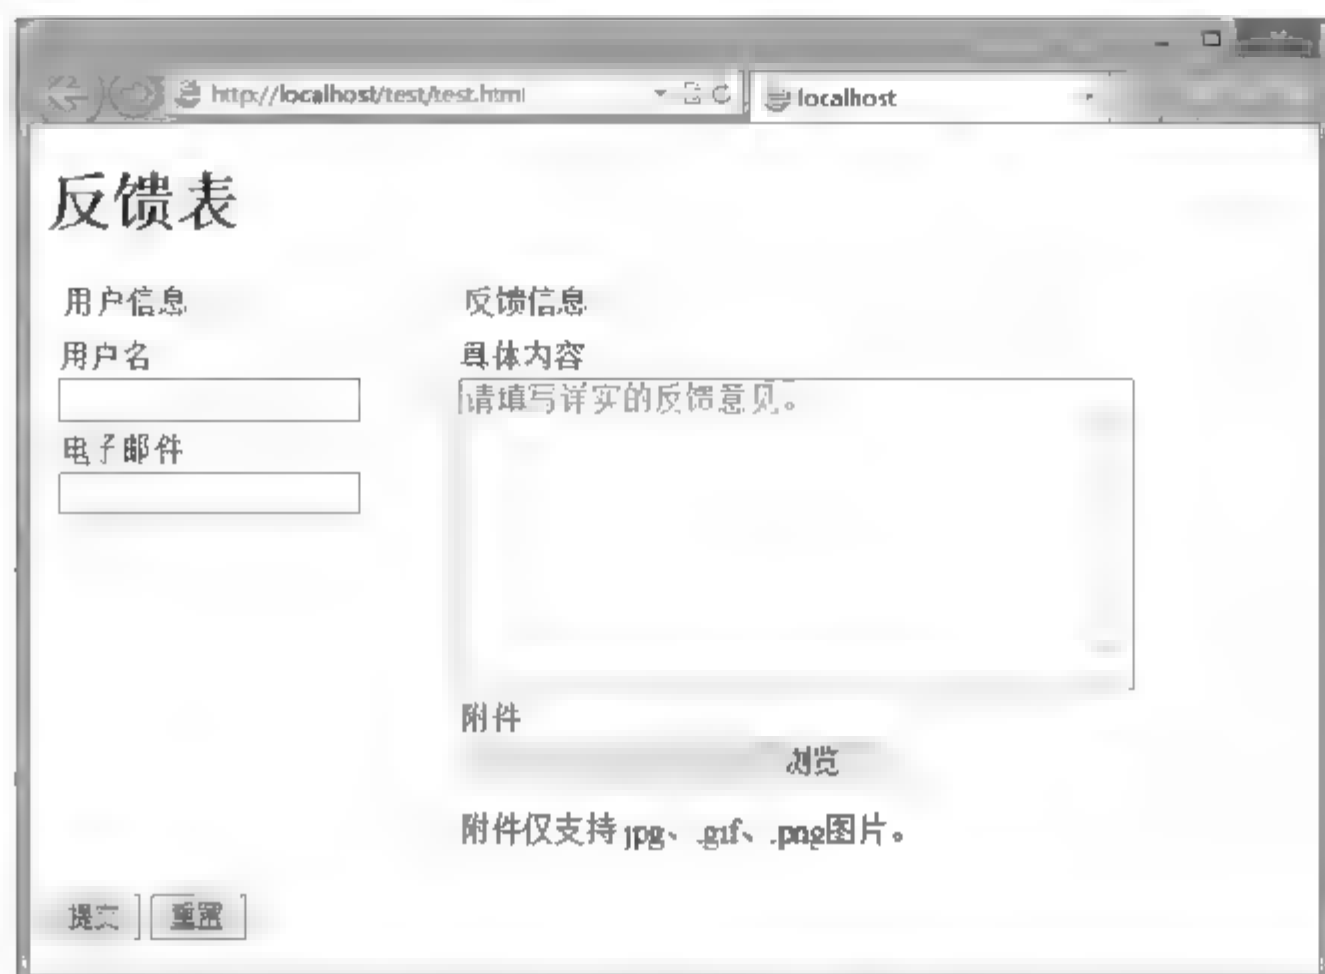 http://localhost/test/test.html
localhost
反馈表
用户信息
用户名
电子邮件
反馈信息
具体内容
请填写详实的反馈意见。
附件
浏览
附件仅支持.jpg、.gif、.png图片。
提交
重置